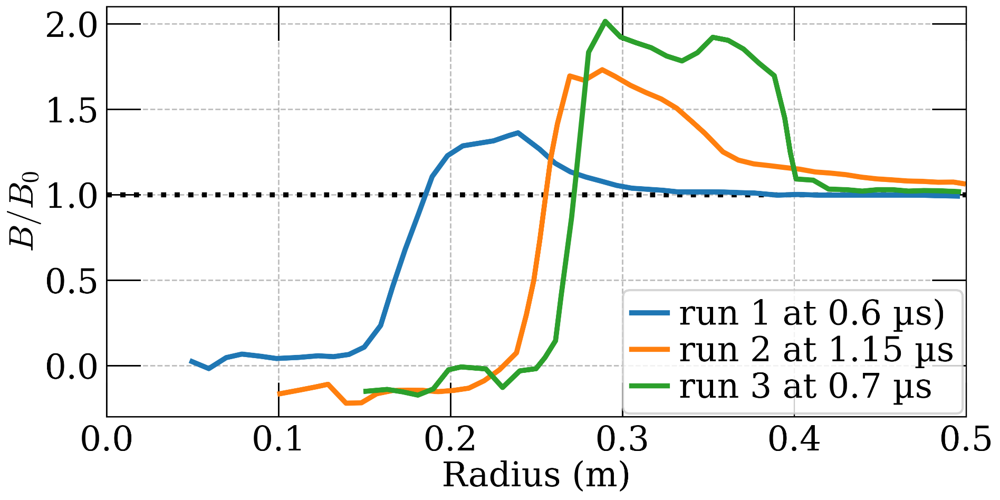 2.0
1.5
1.0
0.5
0.0
B/B0
0.0 0.1 0.2 0.3 0.4 0.5
Radius (m)
run 1 at 0.6 µs)
run 2 at 1.15 µs
run 3 at 0.7 µs